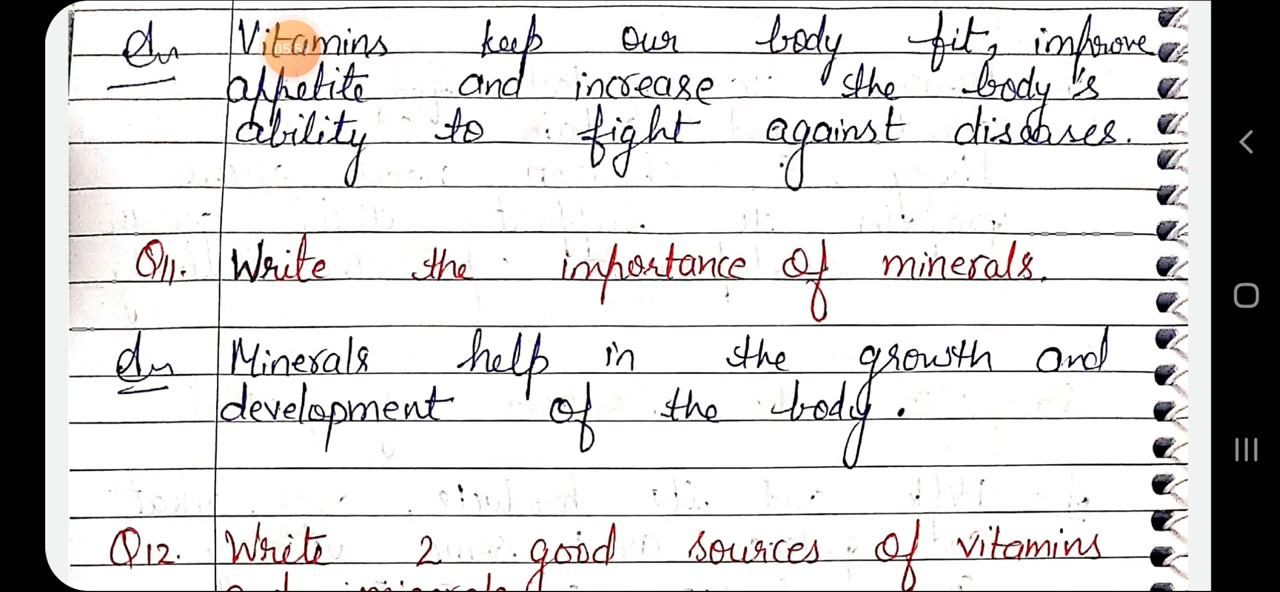 Ans Vitamins keep our body fit, improve
appetite and increase the body's
ability to fight against diseases.
Q11. Write the importance of minerals.
Ans Minerals help in the growth and
development of the body.
Q12. Write 2 good sources of vitamins
and minerals